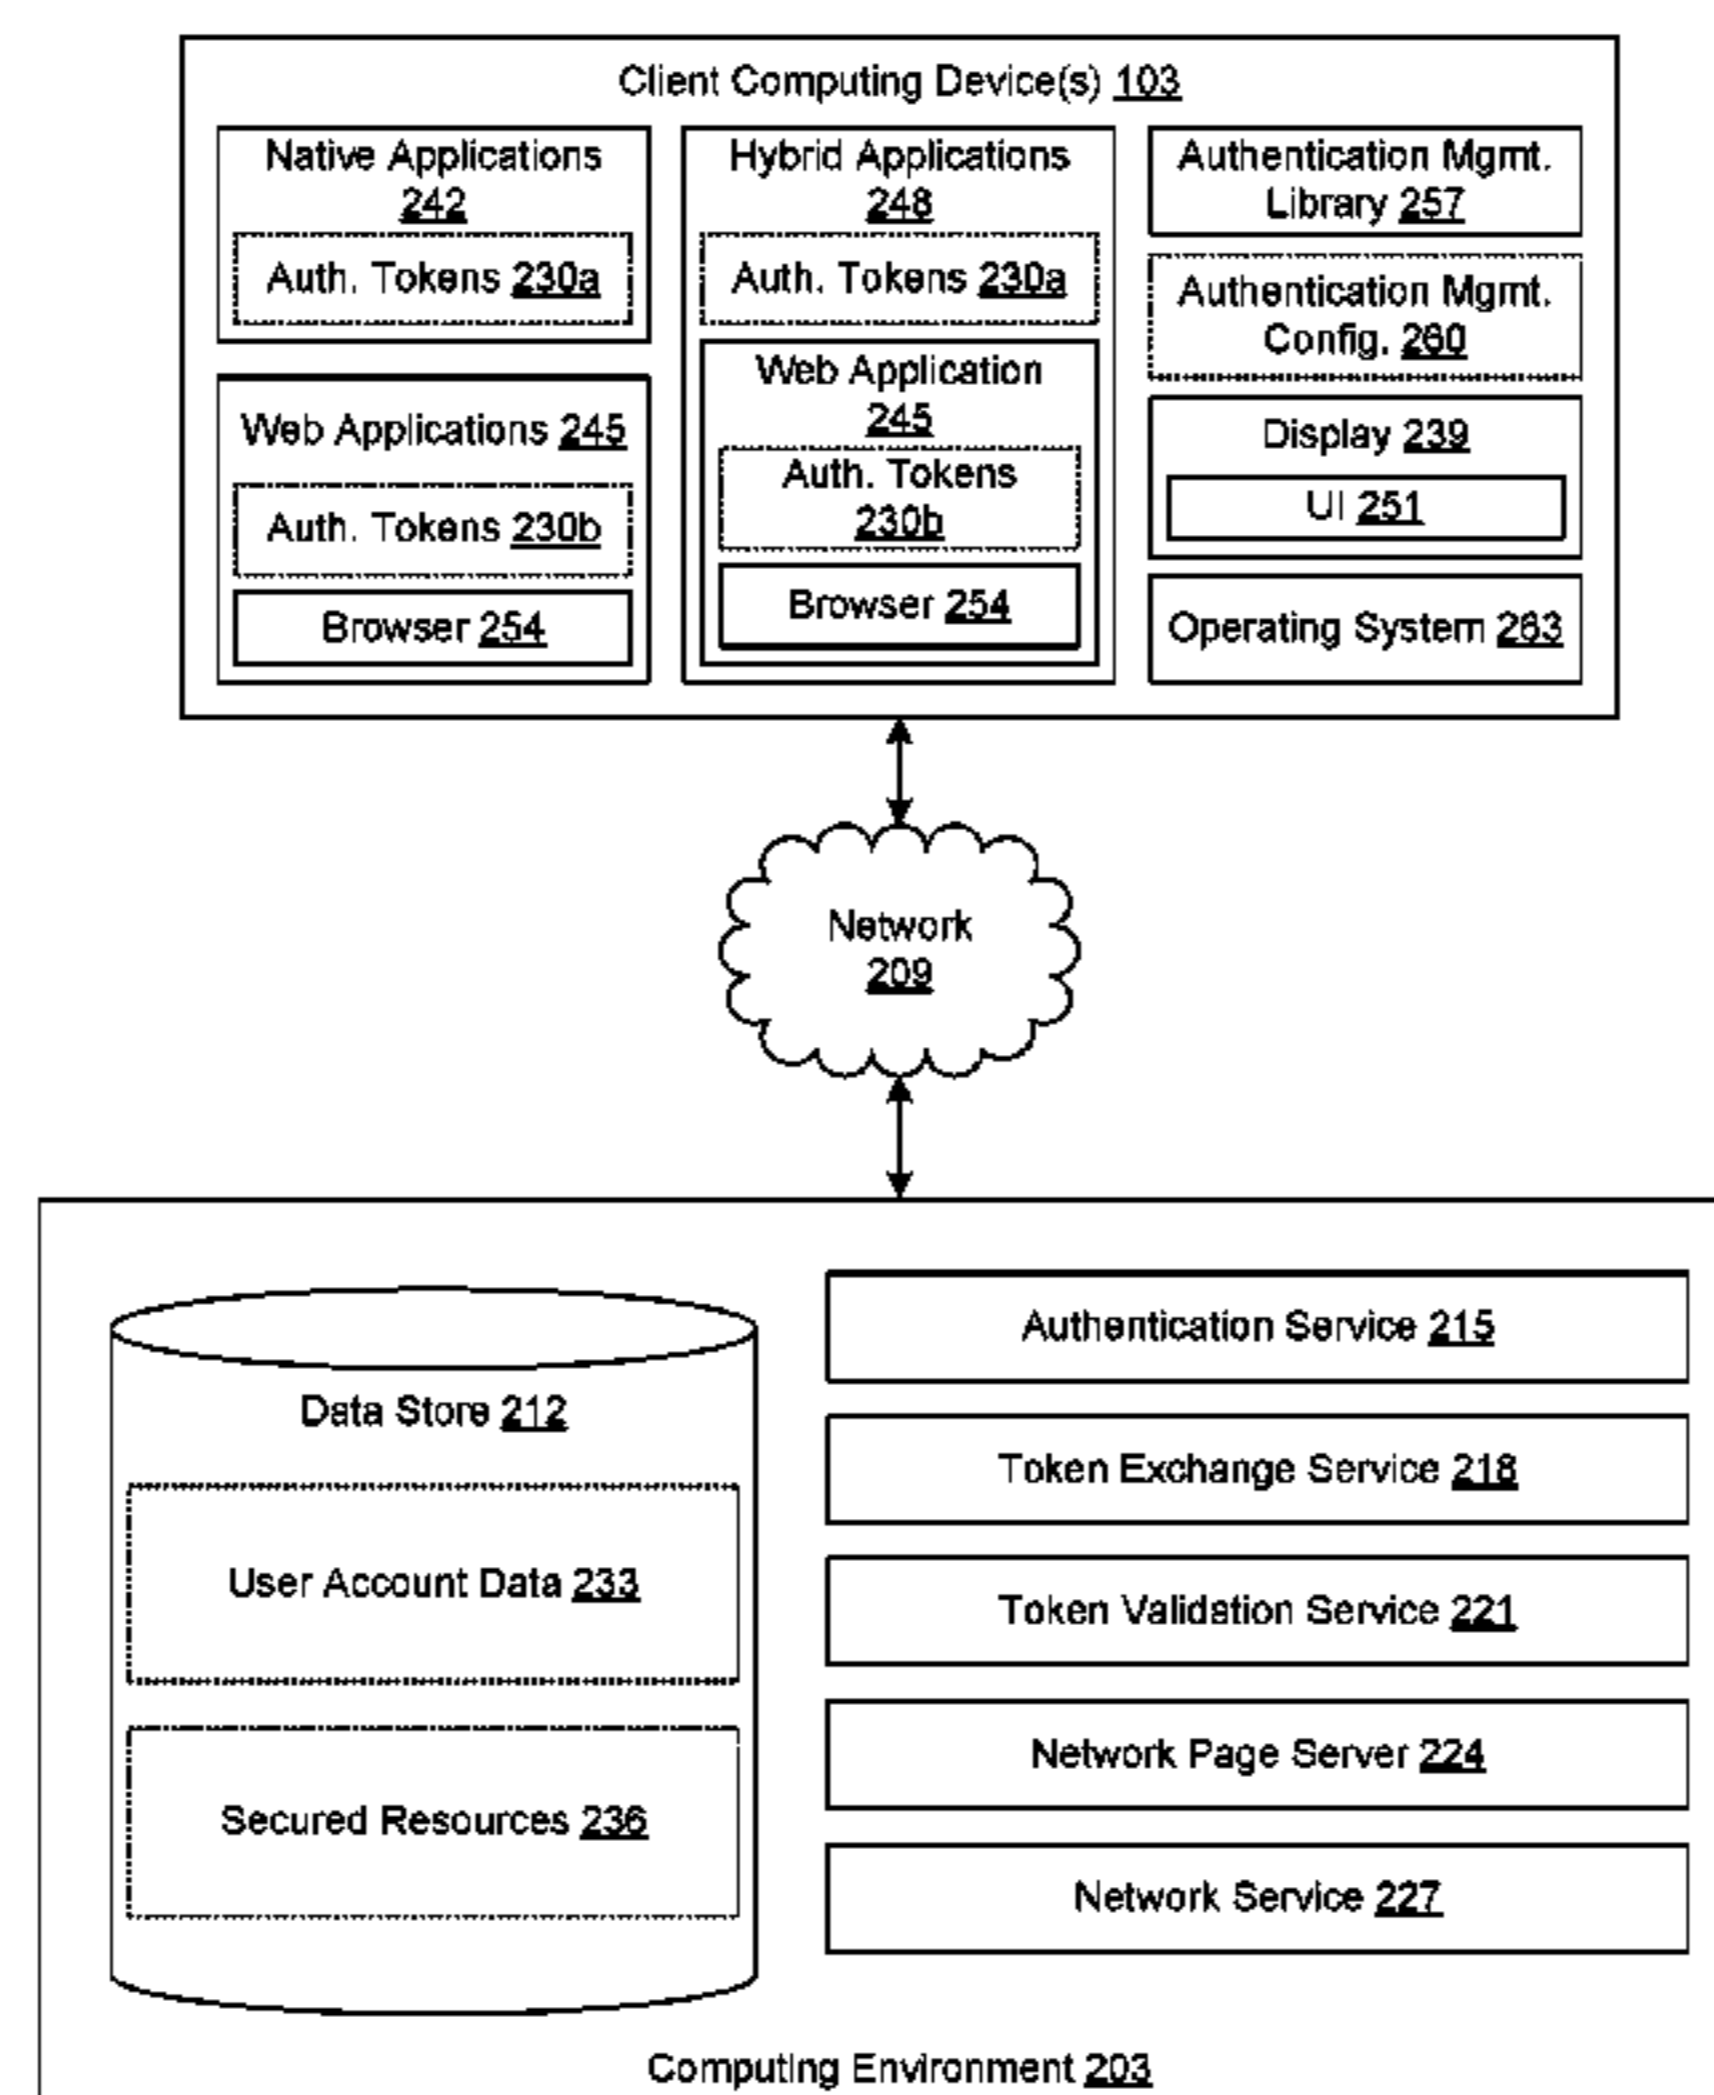 Client Computing Device(s) 103
Native Applications
242
Auth. Tokens 230a
Web Applications 245
Auth. Tokens 230b
Browser 254
Hybrid Applications
248
Auth. Tokens 230a
Web Application
245
Auth. Tokens
230b
Browser 254
Authentication Mgmt.
Library 257
Authentication Mgmt.
Config. 260
Display 239
UI 251
Operating System 263
Network
209
Data Store 212
User Account Data 233
Secured Resources 236
Authentication Service 215
Token Exchange Service 218
Token Validation Service 221
Network Page Server 224
Network Service 227
Computing Environment 203